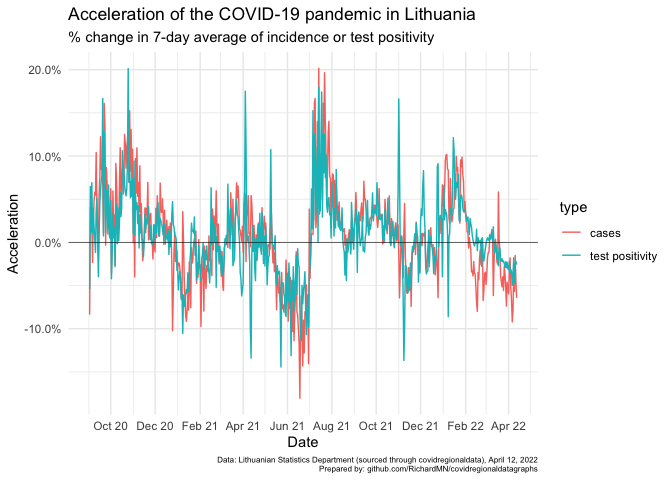 Acceleration of the COVID-19 pandemic in Lithuania
% change in 7-day average of incidence or test positivity
20.0%
10.0%
0.0%
-10.0%
Acceleration
Oct 20 Dec 20 Feb 21 Apr 21 Jun 21 Aug 21 Oct 21 Dec 21 Feb 22 Apr 22
Date
type
cases
test positivity
Data: Lithuanian Statistics Department (sourced through covidregionaldata), April 12, 2022
Prepared by: github.com/RichardMN/covidregionaldatagraphs